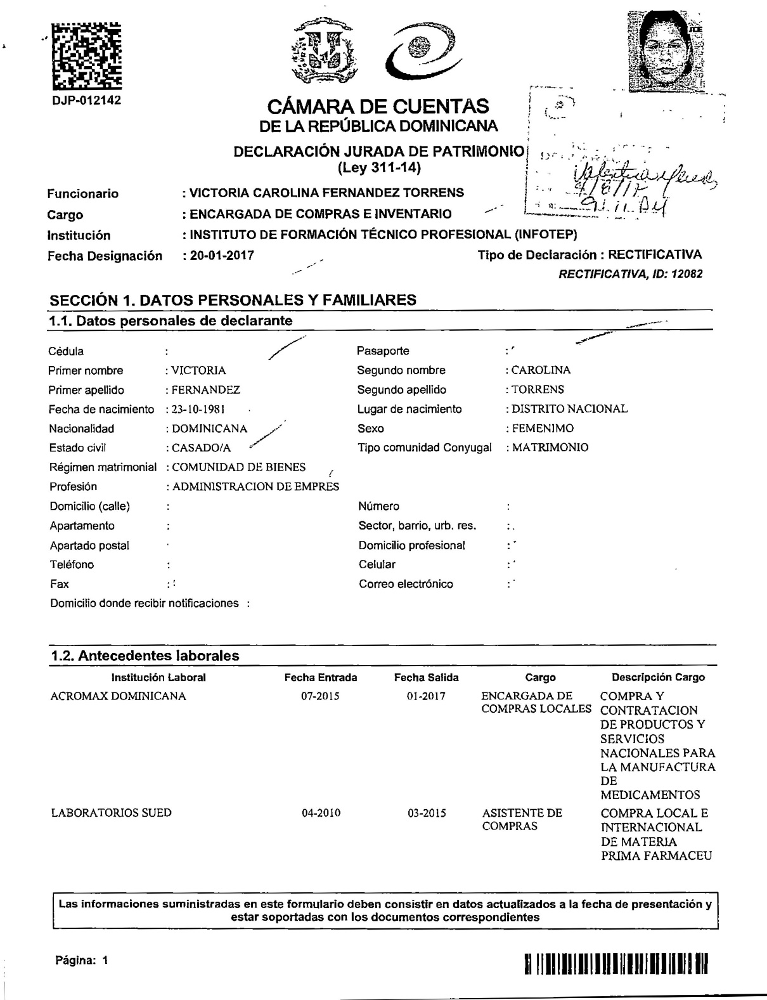 JCE
DJP-012142
CÁMARA DE CUENTAS
DE LA REPÚBLICA DOMINICANA
DECLARACIÓN JURADA DE PATRIMONIO
(Ley 311-14)
Funcionario : VICTORIA CAROLINA FERNANDEZ TORRENS
Cargo : ENCARGADA DE COMPRAS E INVENTARIO
Institución : INSTITUTO DE FORMACIÓN TÉCNICO PROFESIONAL (INFOTEP)
Fecha Designación : 20-01-2017 Tipo de Declaración : RECTIFICATIVA
RECTIFICATIVA, ID: 12082
SECCIÓN 1. DATOS PERSONALES Y FAMILIARES
1.1. Datos personales de declarante
Cédula : Pasaporte :
Primer nombre : VICTORIA Segundo nombre : CAROLINA
Primer apellido : FERNANDEZ Segundo apellido : TORRENS
Fecha de nacimiento : 23-10-1981 Lugar de nacimiento : DISTRITO NACIONAL
Nacionalidad : DOMINICANA Sexo : FEMENIMO
Estado civil : CASADO/A Tipo comunidad Conyugal : MATRIMONIO
Régimen matrimonial : COMUNIDAD DE BIENES
Profesión : ADMINISTRACION DE EMPRES
Domicilio (calle) : Número :
Apartamento : Sector, barrio, urb. res. :
Apartado postal Domicilio profesional :
Teléfono : Celular :
Fax : Correo electrónico :
Domicilio donde recibir notificaciones :
1.2. Antecedentes laborales
Institución Laboral Fecha Entrada Fecha Salida Cargo Descripción Cargo
ACROMAX DOMINICANA 07-2015 01-2017 ENCARGADA DE COMPRA Y
COMPRAS LOCALES CONTRATACION
DE PRODUCTOS Y
SERVICIOS
NACIONALES PARA
LA MANUFACTURA
DE
MEDICAMENTOS
LABORATORIOS SUED 04-2010 03-2015 ASISTENTE DE COMPRA LOCAL E
COMPRAS INTERNACIONAL
DE MATERIA
PRIMA FARMACEU
Las informaciones suministradas en este formulario deben consistir en datos actualizados a la fecha de presentación y
estar soportadas con los documentos correspondientes
Página: 1